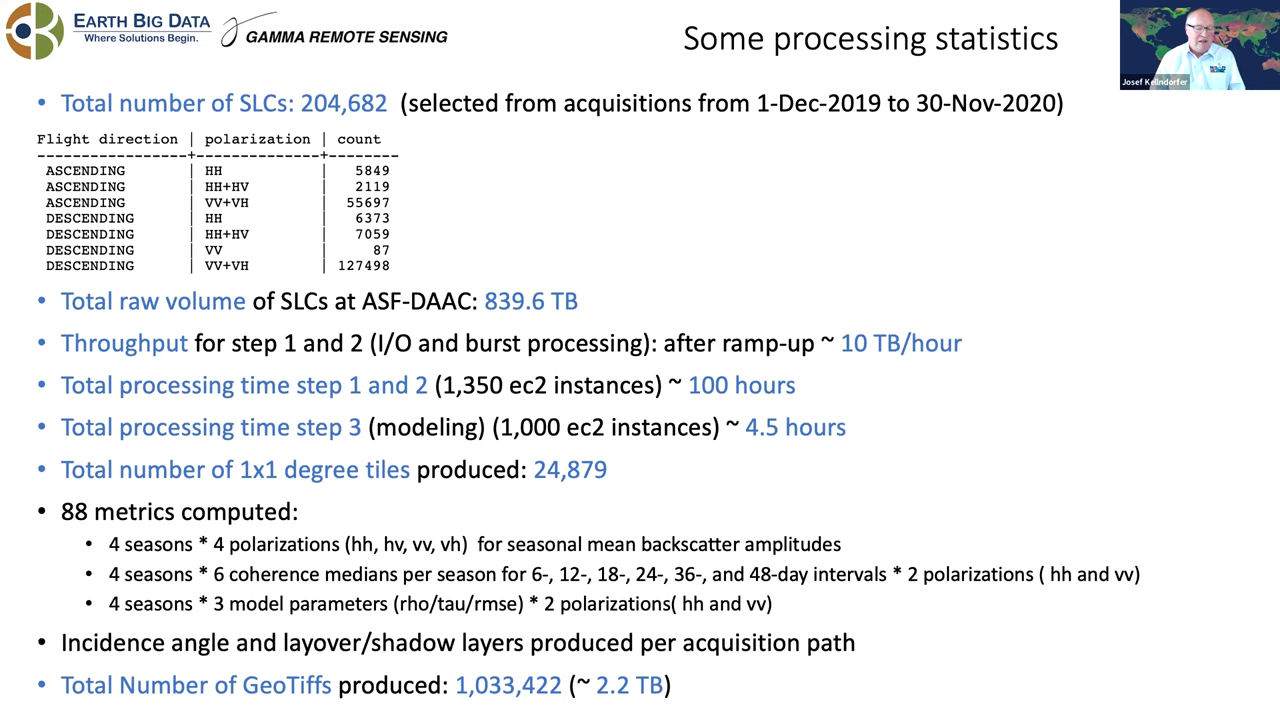 EARTH BIG DATA
Where Solutions Begin.
GAMMA REMOTE SENSING
Some processing statistics
Josef Kellndorfer
• Total number of SLCs: 204,682 (selected from acquisitions from 1-Dec-2019 to 30-Nov-2020)
Flight direction | polarization | count
-----------------+--------------+--------
ASCENDING | HH | 5849
ASCENDING | HH+HV | 2119
ASCENDING | VV+VH | 55697
DESCENDING | HH | 6373
DESCENDING | HH+HV | 7059
DESCENDING | VV | 87
DESCENDING | VV+VH | 127498
• Total raw volume of SLCs at ASF-DAAC: 839.6 TB
• Throughput for step 1 and 2 (I/O and burst processing): after ramp-up ~ 10 TB/hour
• Total processing time step 1 and 2 (1,350 ec2 instances) ~ 100 hours
• Total processing time step 3 (modeling) (1,000 ec2 instances) ~ 4.5 hours
• Total number of 1x1 degree tiles produced: 24,879
• 88 metrics computed:
• 4 seasons * 4 polarizations (hh, hv, vv, vh) for seasonal mean backscatter amplitudes
• 4 seasons * 6 coherence medians per season for 6-, 12-, 18-, 24-, 36-, and 48-day intervals * 2 polarizations ( hh and vv)
• 4 seasons * 3 model parameters (rho/tau/rmse) * 2 polarizations( hh and vv)
• Incidence angle and layover/shadow layers produced per acquisition path
• Total Number of GeoTiffs produced: 1,033,422 (~ 2.2 TB)